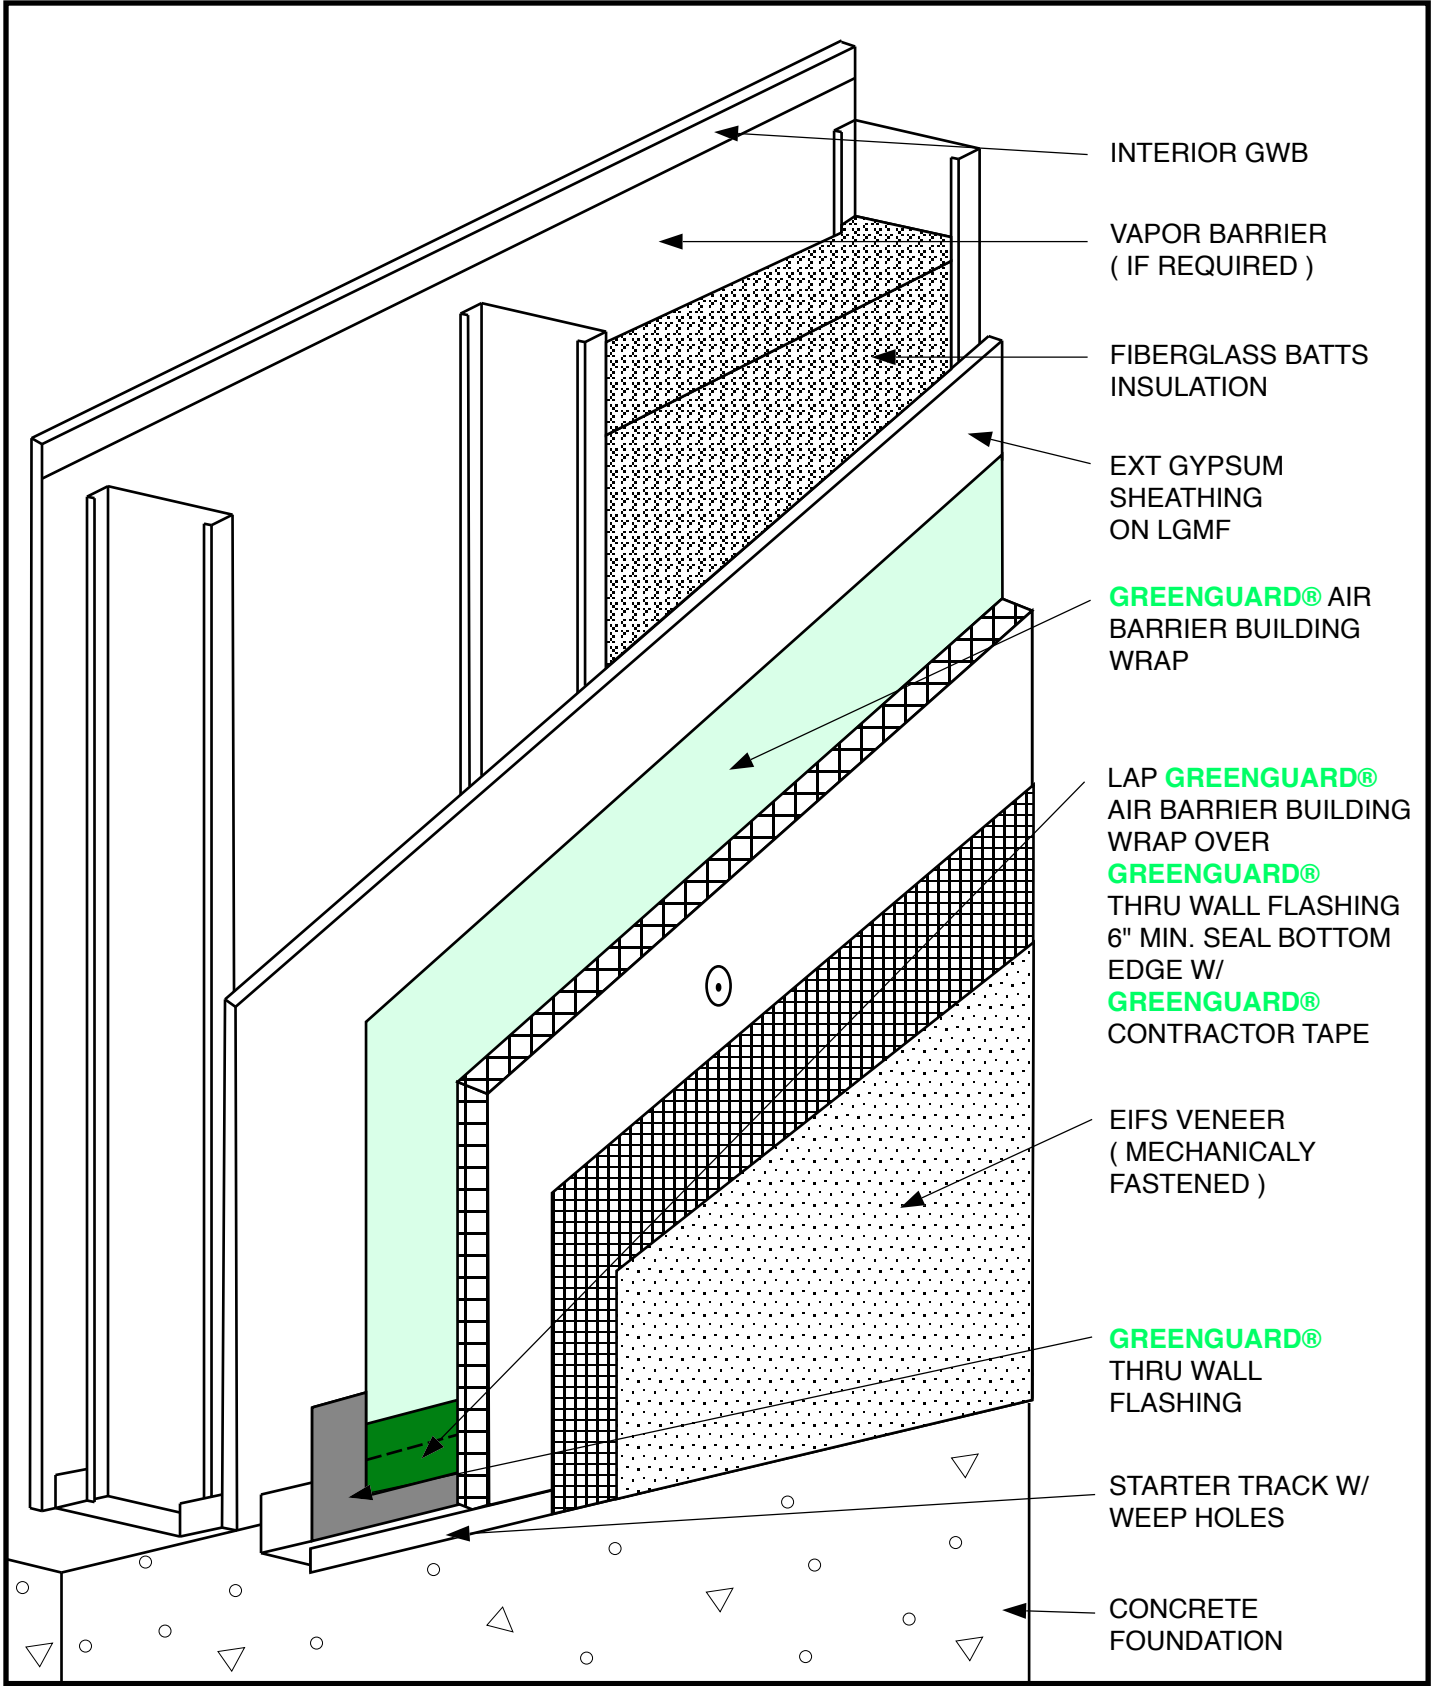 INTERIOR GWB
VAPOR BARRIER
( IF REQUIRED )
FIBERGLASS BATTS
INSULATION
EXT GYPSUM
SHEATHING
ON LGMF
GREENGUARD® AIR
BARRIER BUILDING
WRAP
LAP GREENGUARD®
AIR BARRIER BUILDING
WRAP OVER
GREENGUARD®
THRU WALL FLASHING
6" MIN. SEAL BOTTOM
EDGE W/
GREENGUARD®
CONTRACTOR TAPE
EIFS VENEER
( MECHANICALY
FASTENED )
GREENGUARD®
THRU WALL
FLASHING
STARTER TRACK W/
WEEP HOLES
CONCRETE
FOUNDATION